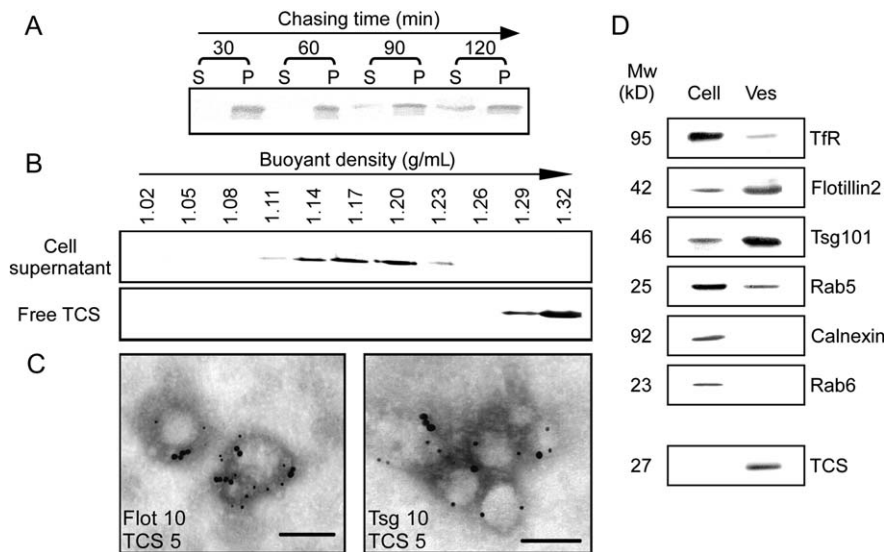 A
Chasing time (min)
30 60 90 120
S P S P S P S P
B
Buoyant density (g/mL)
1.02 1.05 1.08 1.11 1.14 1.17 1.20 1.23 1.26 1.29 1.32
Cell
supernatant
Free TCS
C
Flot 10
TCS 5
Tsg 10
TCS 5
D
Mw
(kD) Cell Ves
95 TfR
42 Flotillin2
46 Tsg101
25 Rab5
92 Calnexin
23 Rab6
27 TCS